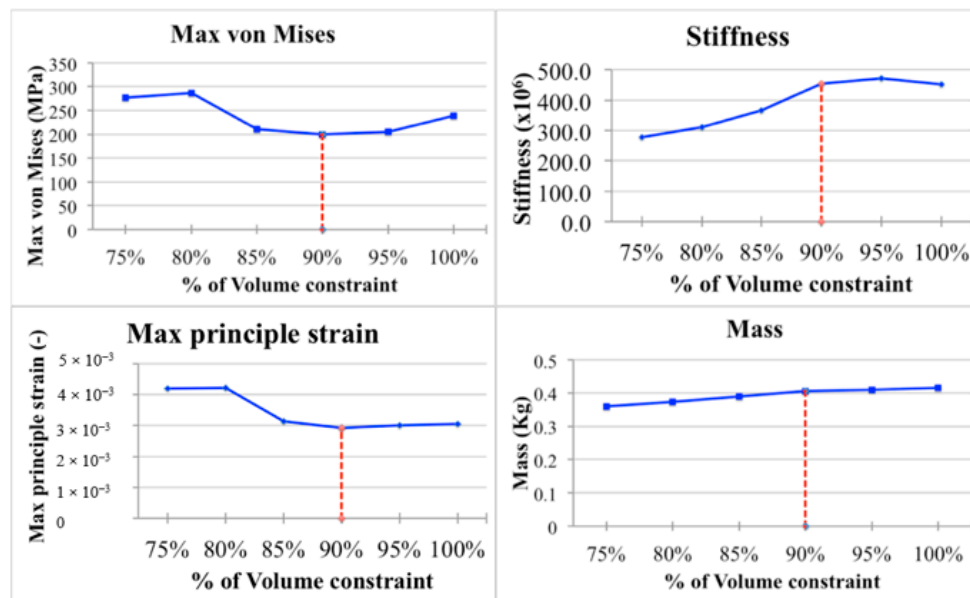 Max von Mises
Max von Mises (MPa)
350
300
250
200
150
100
50
0
75% 80% 85% 90% 95% 100%
% of Volume constraint
Stiffness
Stiffness (x10⁶)
500.0
400.0
300.0
200.0
100.0
0.0
75% 80% 85% 90% 95% 100%
% of Volume constraint
Max principle strain
Max principle strain (-)
5 × 10⁻³
4 × 10⁻³
3 × 10⁻³
2 × 10⁻³
1 × 10⁻³
0
75% 80% 85% 90% 95% 100%
% of Volume constraint
Mass
Mass (Kg)
0.5
0.4
0.3
0.2
0.1
0
75% 80% 85% 90% 95% 100%
% of Volume constraint